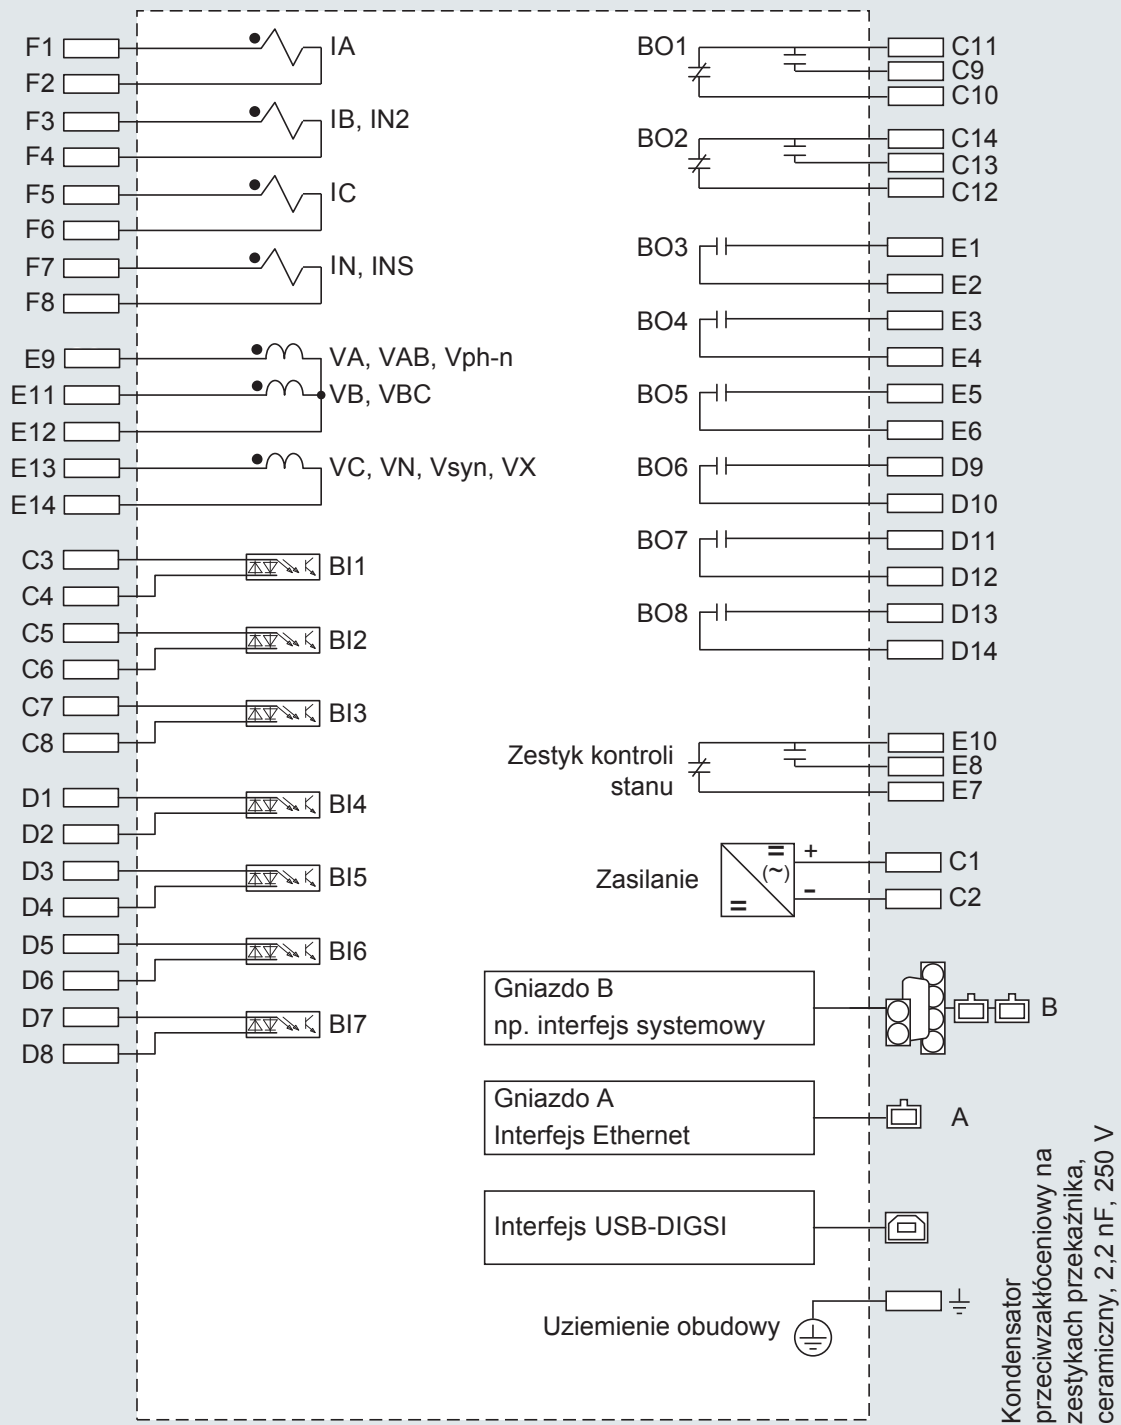 F1
IA
F2
F3
IB, IN2
F4
F5
IC
F6
F7
IN, INS
F8
E9
VA, VAB, Vph-n
E11
VB, VBC
E12
E13
VC, VN, Vsyn, VX
E14
C3
BI1
C4
C5
BI2
C6
C7
BI3
C8
D1
BI4
D2
D3
BI5
D4
D5
BI6
D6
D7
BI7
D8
BO1
C11
C9
C10
BO2
C14
C13
C12
BO3
E1
E2
BO4
E3
E4
BO5
E5
E6
BO6
D9
D10
BO7
D11
D12
BO8
D13
D14
Zestyk kontroli
stanu
E10
E8
E7
Zasilanie
= (~)
=
+
-
C1
C2
Gniazdo B
np. interfejs systemowy
B
Gniazdo A
Interfejs Ethernet
A
Interfejs USB-DIGSI
Uziemienie obudowy
Kondensator
przeciwzakłóceniowy na
zestykach przekaźnika,
ceramiczny, 2,2 nF, 250 V